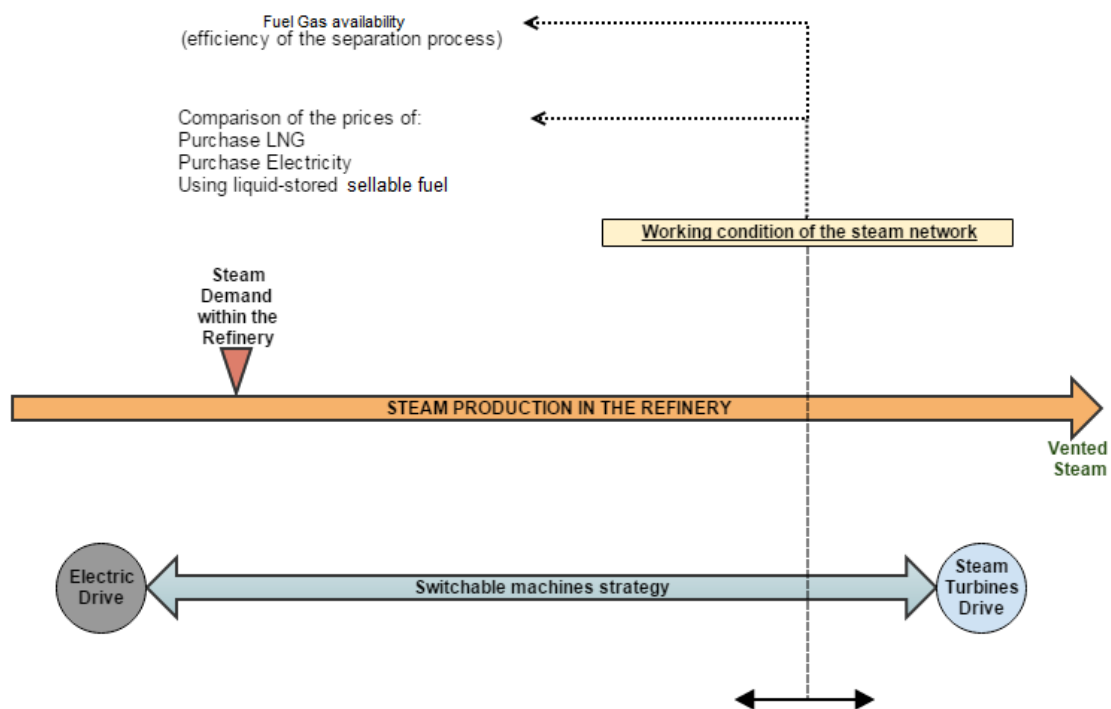 Fuel Gas availability
(efficiency of the separation process)
Comparison of the prices of:
Purchase LNG
Purchase Electricity
Using liquid-stored sellable fuel
Working condition of the steam network
Steam
Demand
within the
Refinery
STEAM PRODUCTION IN THE REFINERY
Vented
Steam
Electric
Drive
Switchable machines strategy
Steam
Turbines
Drive